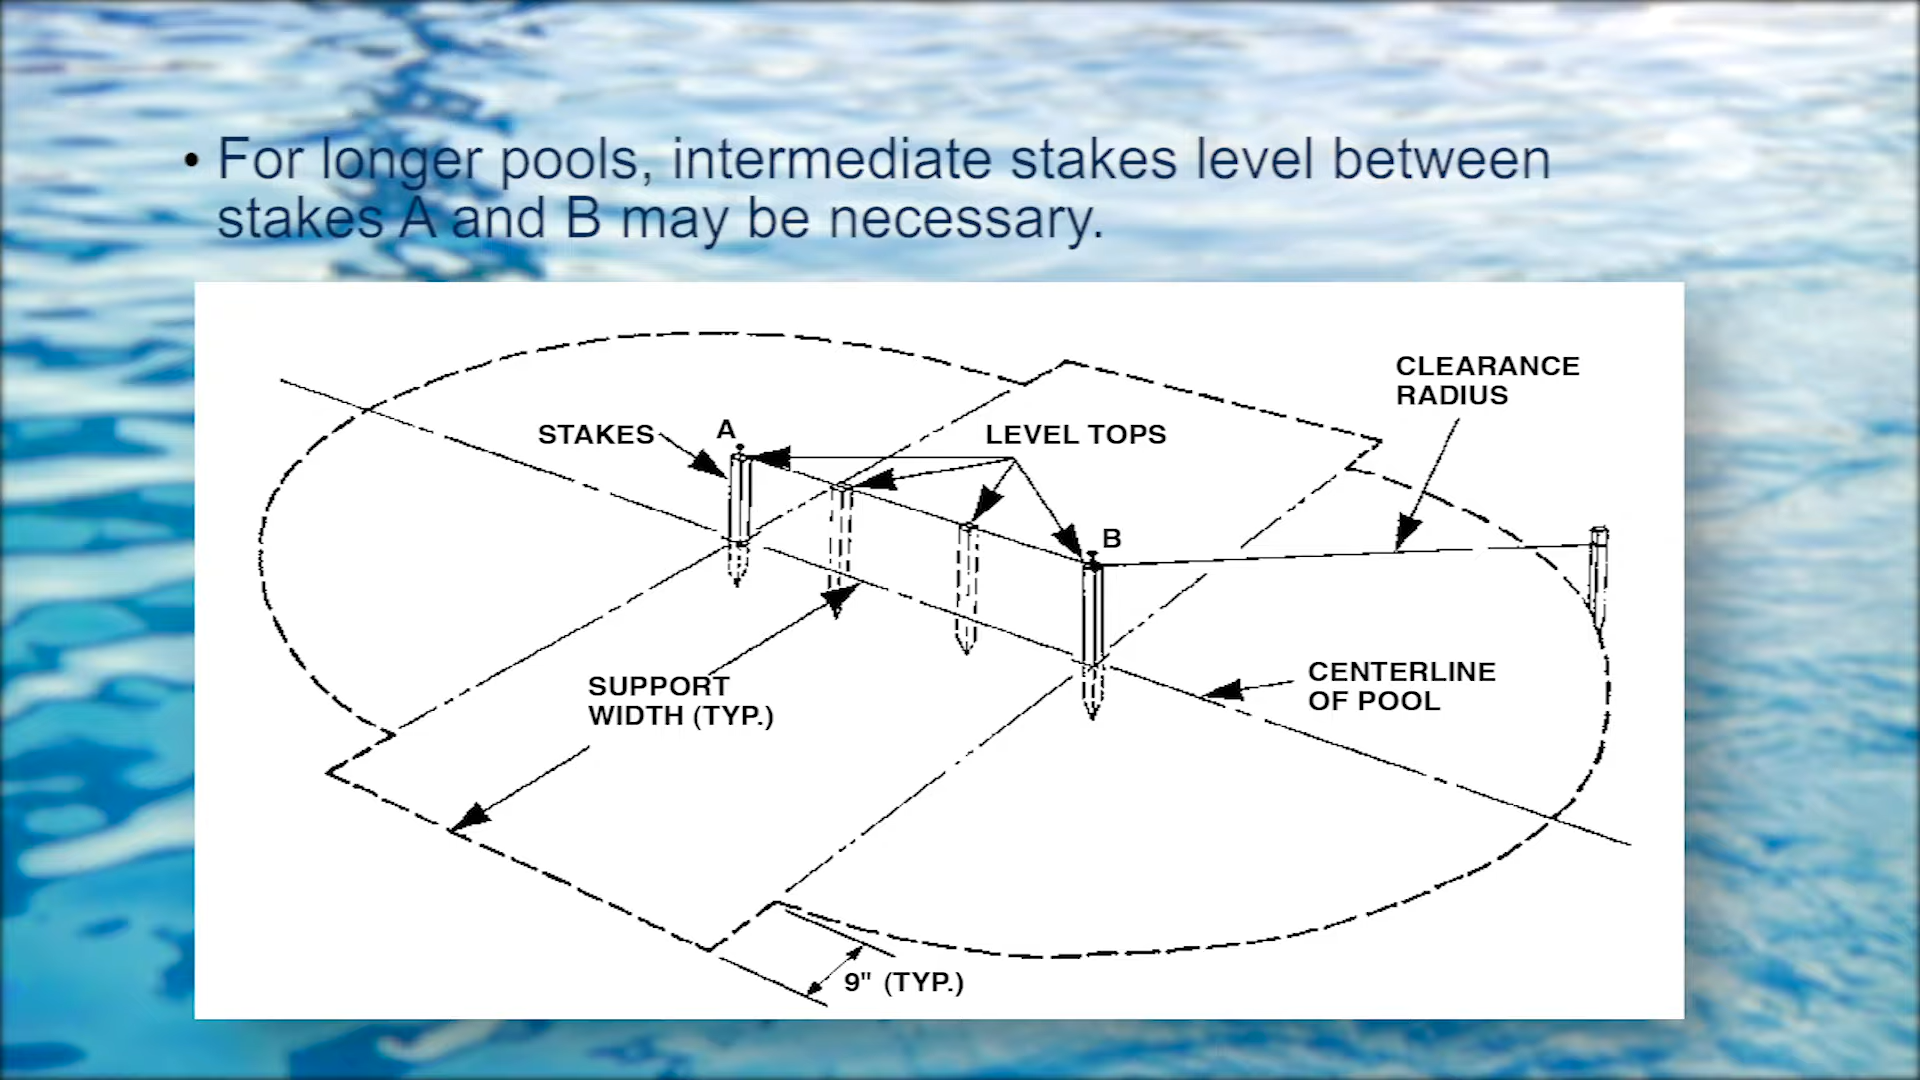 • For longer pools, intermediate stakes level between
stakes A and B may be necessary.
CLEARANCE
RADIUS
STAKES
A
LEVEL TOPS
B
SUPPORT
WIDTH (TYP.)
CENTERLINE
OF POOL
9" (TYP.)